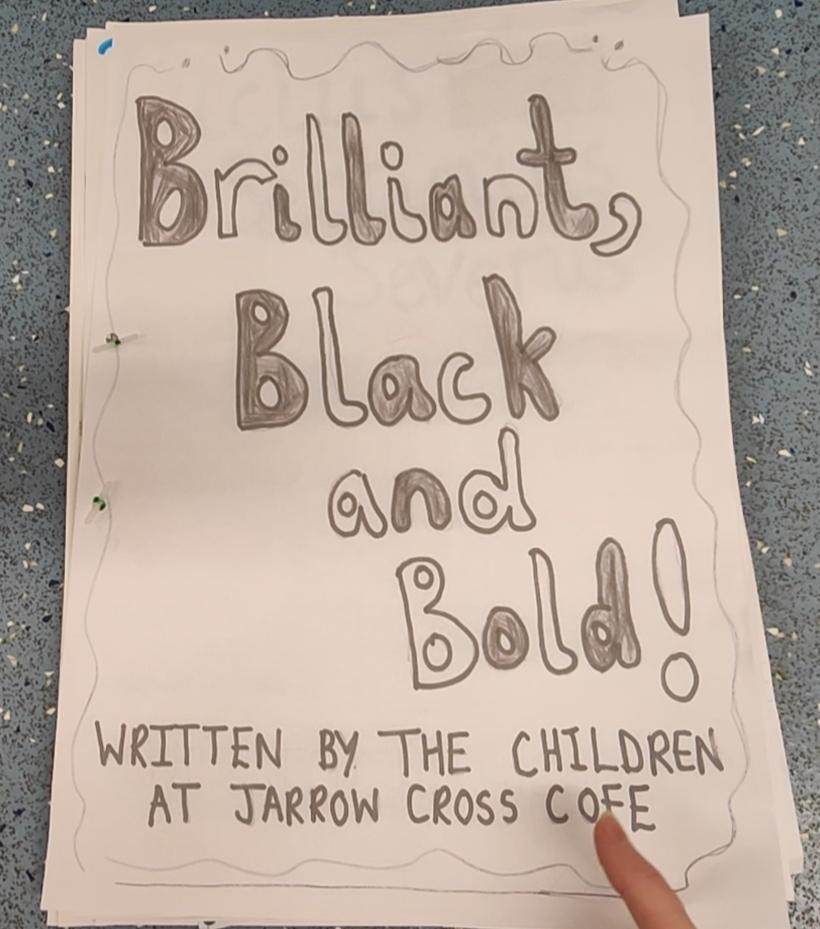 Brilliant,
Black
and
Bold!
WRITTEN BY THE CHILDREN
AT JARROW CROSS COFE